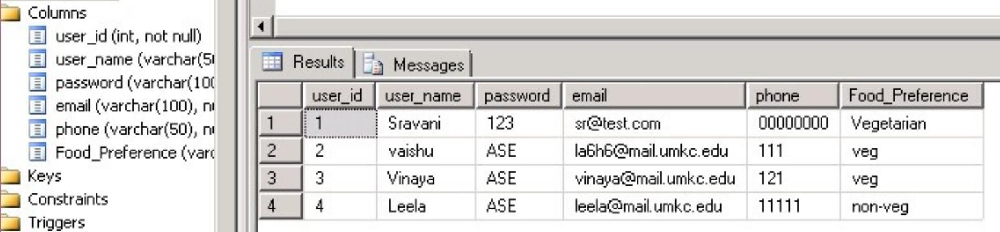 Columns
user_id (int, not null)
user_name (varchar(5
password (varchar(100
email (varchar(100), n
phone (varchar(50), n
Food_Preference (varc
Keys
Constraints
Triggers
Results Messages
user_id user_name password email phone Food_Preference
1 1 Sravani 123 sr@test.com 00000000 Vegetarian
2 2 vaishu ASE la6h6@mail.umkc.edu 111 veg
3 3 Vinaya ASE vinaya@mail.umkc.edu 121 veg
4 4 Leela ASE leela@mail.umkc.edu 11111 non-veg